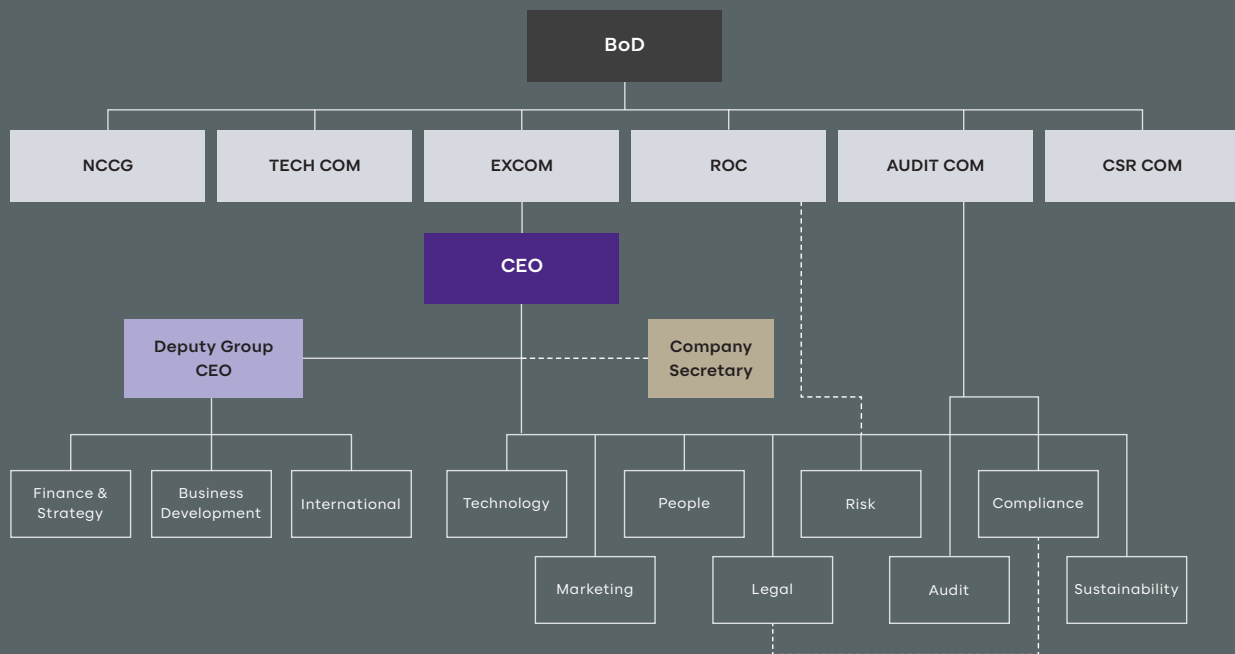 BoD
NCCG
TECH COM
EXCOM
ROC
AUDIT COM
CSR COM
CEO
Deputy Group
CEO
Company
Secretary
Finance &
Strategy
Business
Development
International
Technology
People
Risk
Compliance
Marketing
Legal
Audit
Sustainability